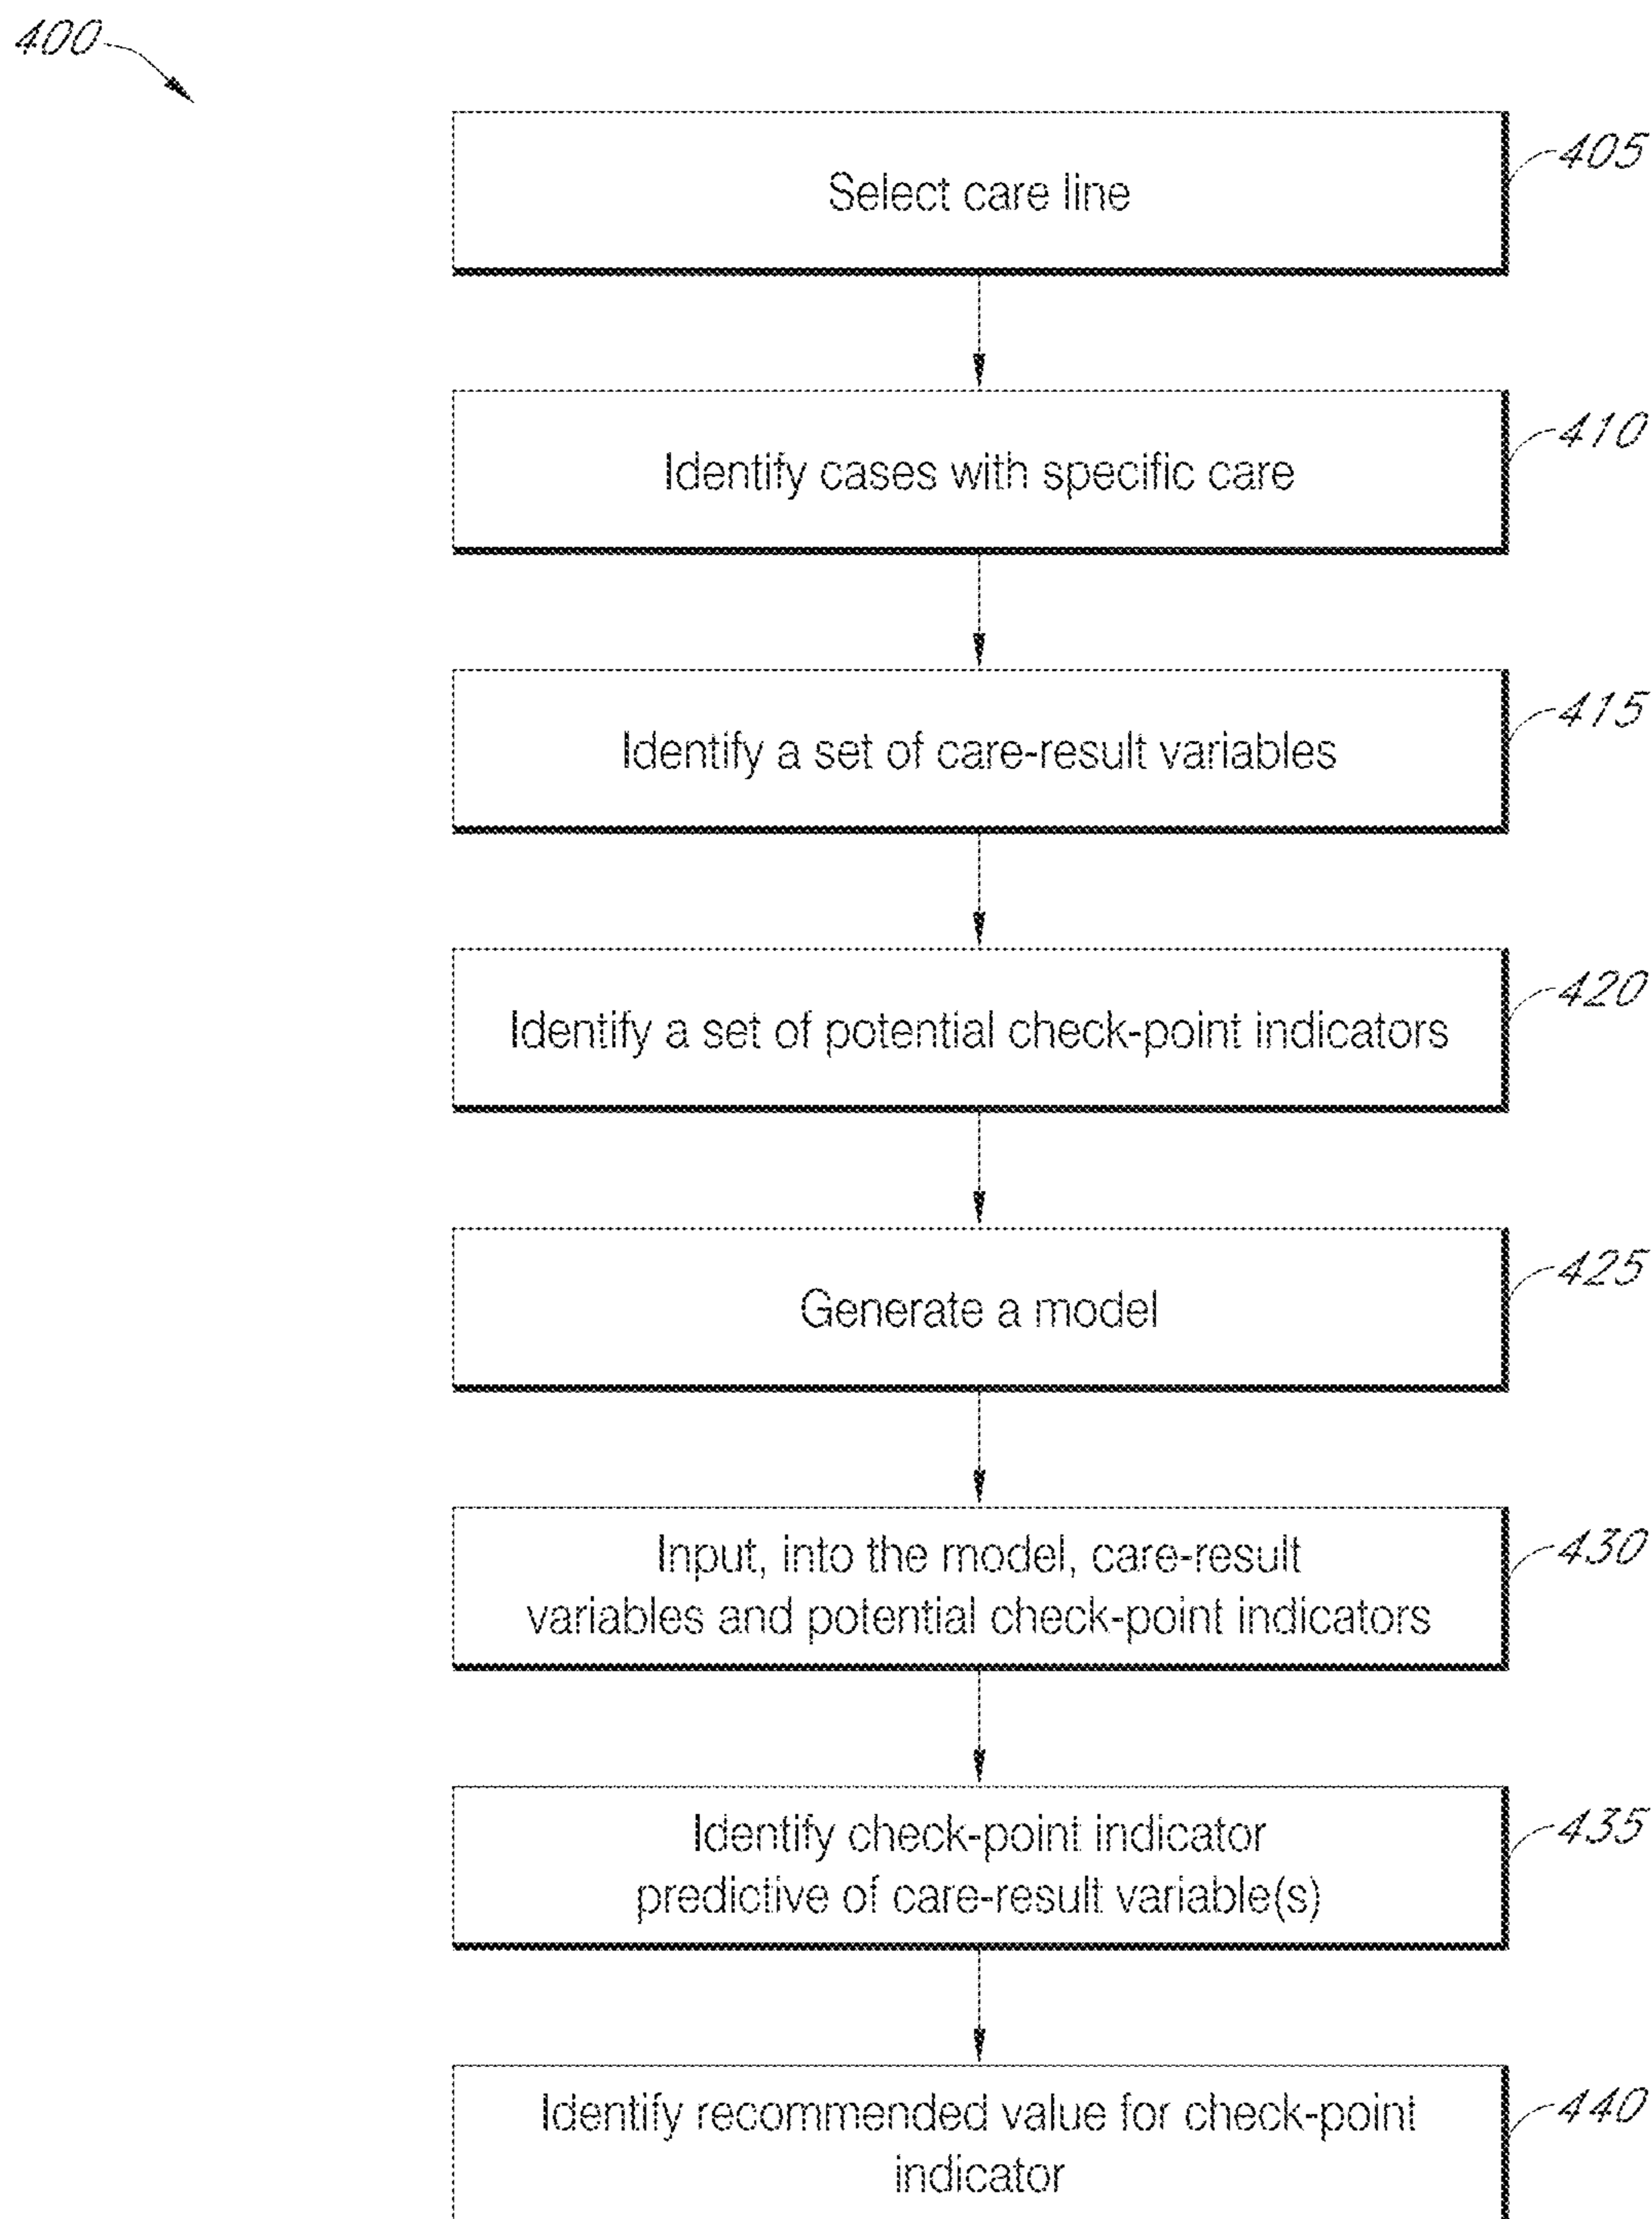 400
Select care line
405
Identify cases with specific care
410
Identify a set of care-result variables
415
Identify a set of potential check-point indicators
420
Generate a model
425
Input, into the model, care-result
variables and potential check-point indicators
430
Identify check-point indicator
predictive of care-result variable(s)
435
Identify recommended value for check-point
indicator
440